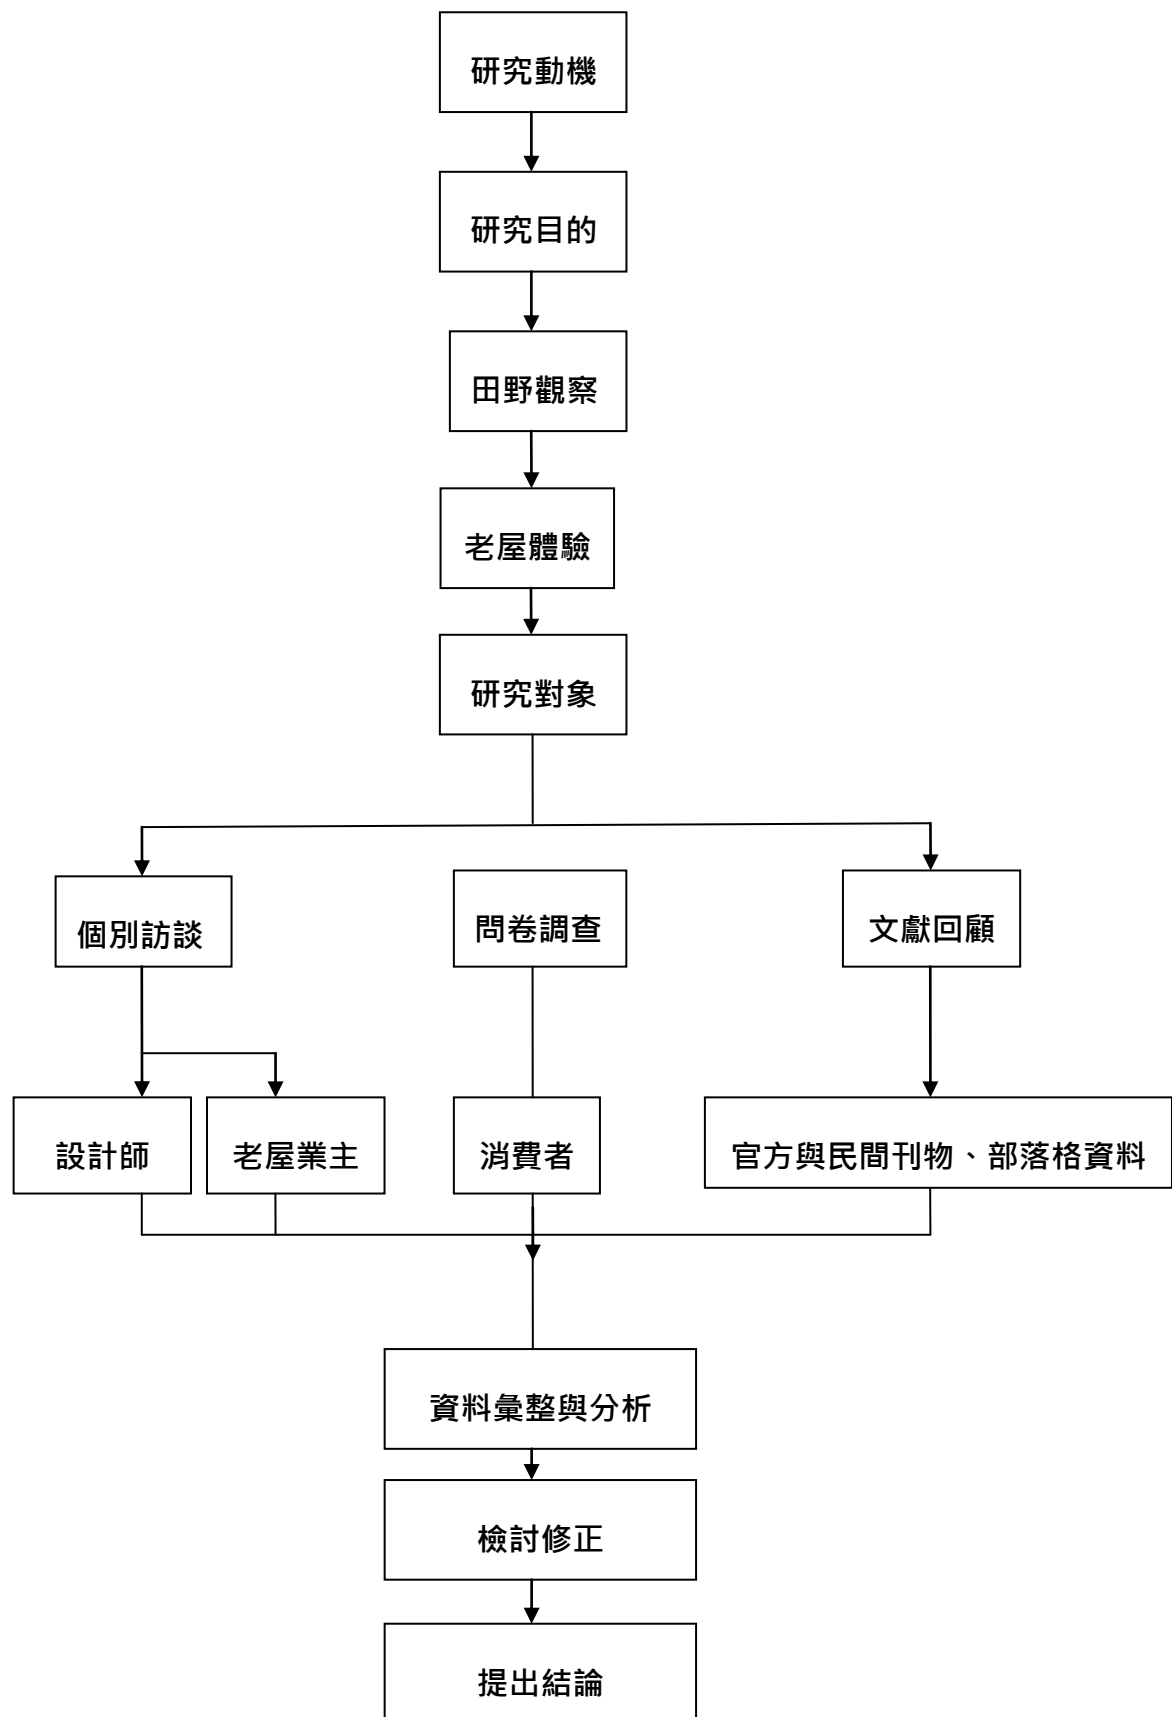 研究動機
研究目的
田野觀察
老屋體驗
研究對象
個別訪談
問卷調查
文獻回顧
設計師
老屋業主
消費者
官方與民間刊物、部落格資料
資料彙整與分析
檢討修正
提出結論